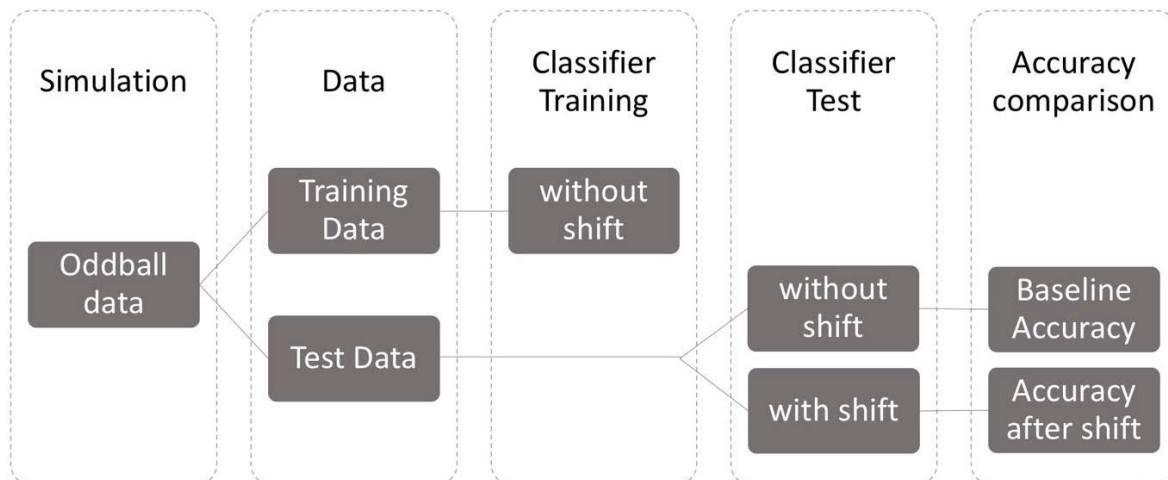 Simulation
Data
Classifier
Training
Classifier
Test
Accuracy
comparison
Oddball
data
Training
Data
Test Data
without
shift
without
shift
with shift
Baseline
Accuracy
Accuracy
after shift